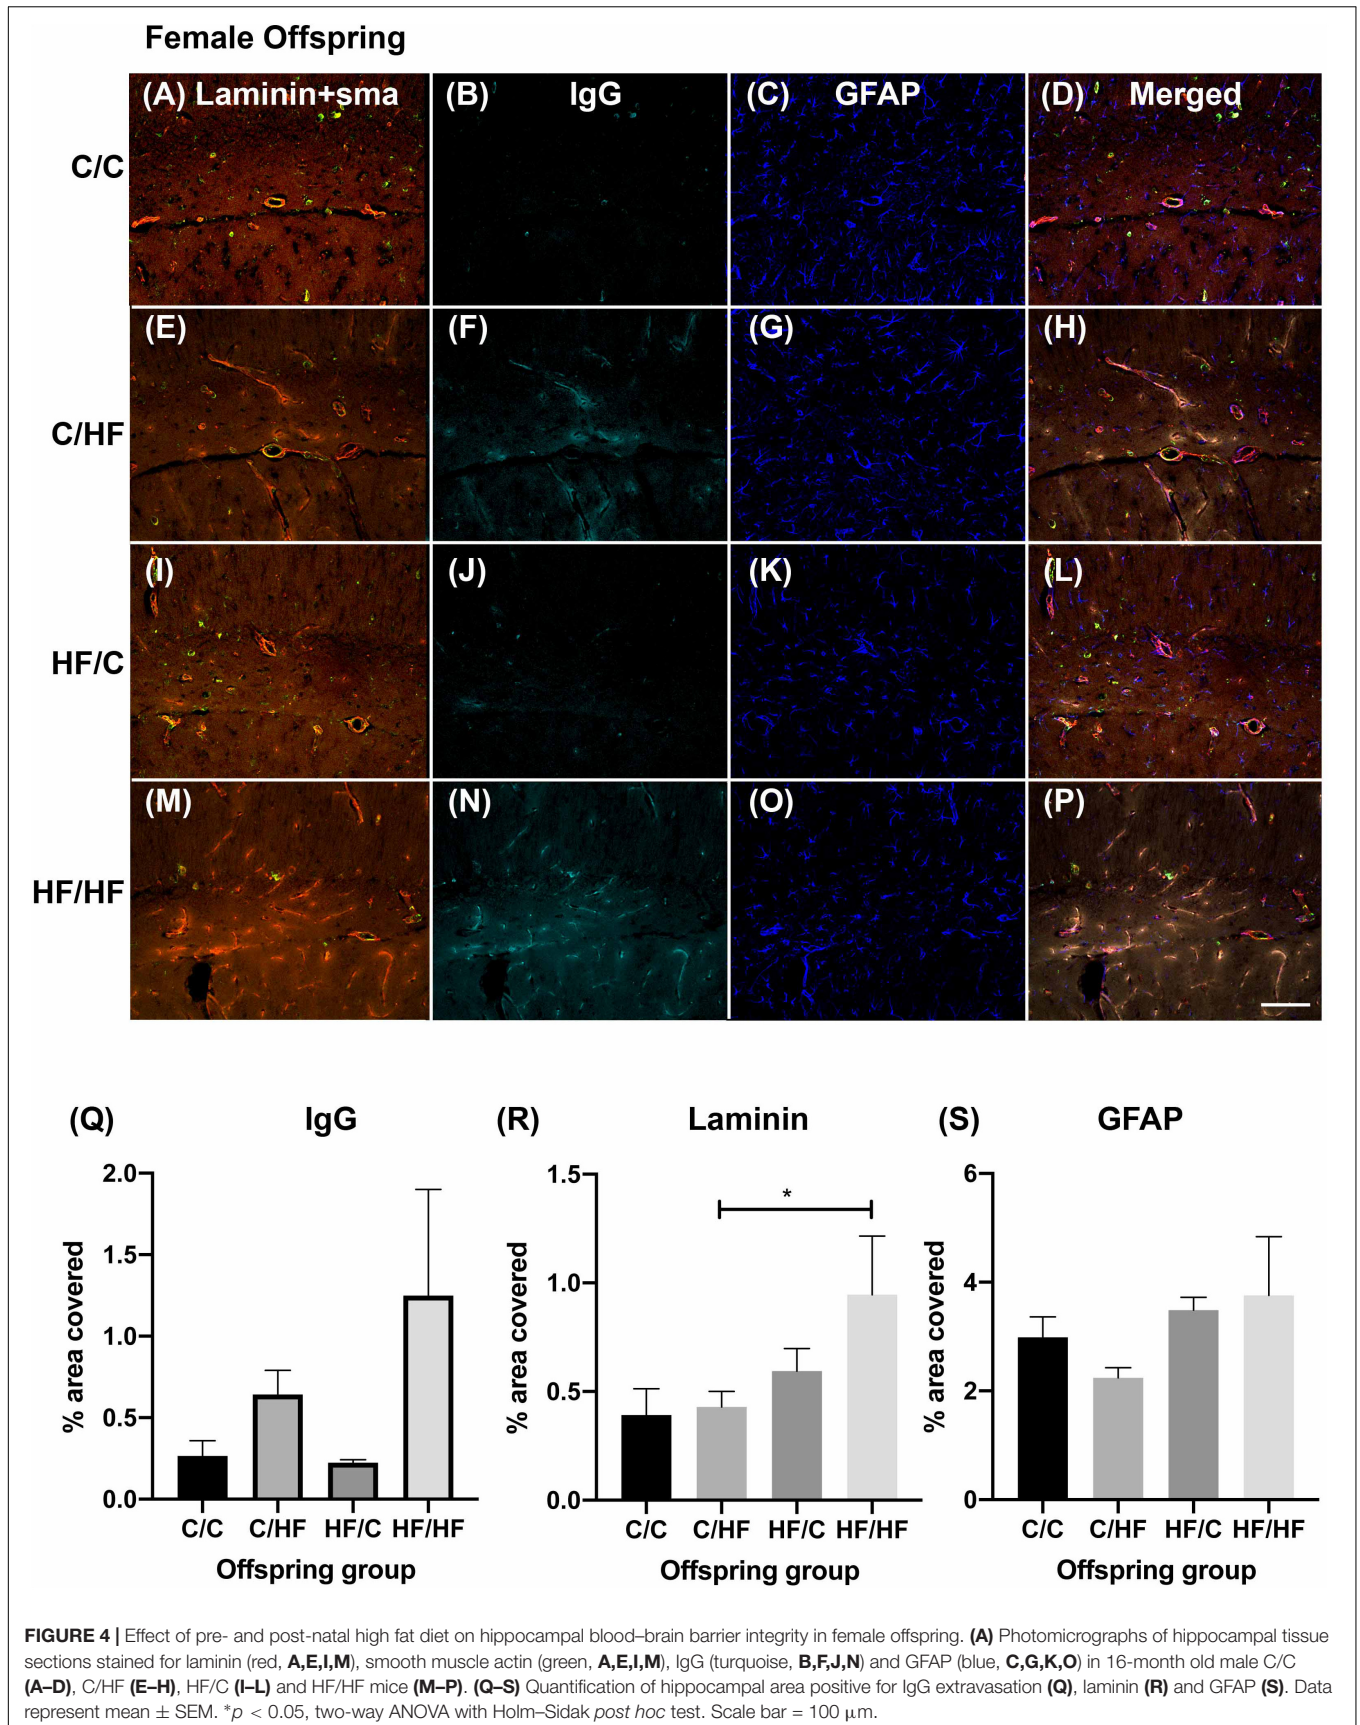 Female Offspring
(A) Laminin+sma
(B) IgG
(C) GFAP
(D) Merged
C/C
(E)
(F)
(G)
(H)
C/HF
(I)
(J)
(K)
(L)
HF/C
(M)
(N)
(O)
(P)
HF/HF
(Q) IgG
2.0
1.5
1.0
0.5
0.0
% area covered
C/C C/HF HF/C HF/HF
Offspring group
(R) Laminin
1.5
1.0
0.5
0.0
% area covered
*
C/C C/HF HF/C HF/HF
Offspring group
(S) GFAP
6
4
2
0
% area covered
C/C C/HF HF/C HF/HF
Offspring group
FIGURE 4 | Effect of pre- and post-natal high fat diet on hippocampal blood–brain barrier integrity in female offspring. (A) Photomicrographs of hippocampal tissue
sections stained for laminin (red, A,E,I,M), smooth muscle actin (green, A,E,I,M), IgG (turquoise, B,F,J,N) and GFAP (blue, C,G,K,O) in 16-month old male C/C
(A–D), C/HF (E–H), HF/C (I–L) and HF/HF mice (M–P). (Q–S) Quantification of hippocampal area positive for IgG extravasation (Q), laminin (R) and GFAP (S). Data
represent mean ± SEM. *p < 0.05, two-way ANOVA with Holm–Sidak post hoc test. Scale bar = 100 μm.